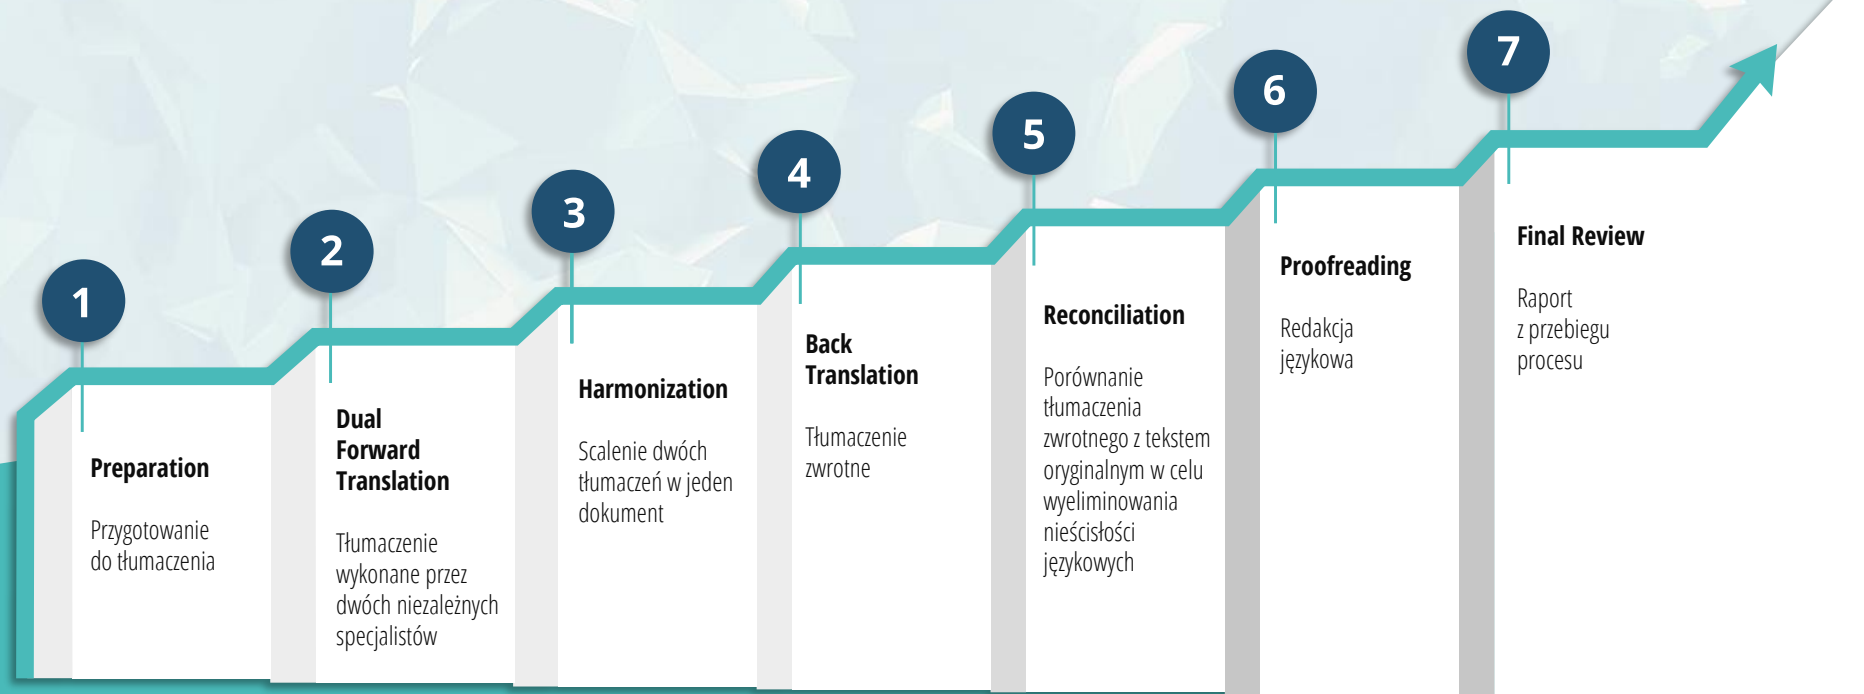 1
Preparation
Przygotowanie
do tłumaczenia
2
Dual
Forward
Translation
Tłumaczenie
wykonane przez
dwóch niezależnych
specjalistów
3
Harmonization
Scalenie dwóch
tłumaczeń w jeden
dokument
4
Back
Translation
Tłumaczenie
zwrotne
5
Reconciliation
Porównanie
tłumaczenia
zwrotnego z tekstem
oryginalnym w celu
wyeliminowania
nieścisłości
językowych
6
Proofreading
Redakcja
językowa
7
Final Review
Raport
z przebiegu
procesu